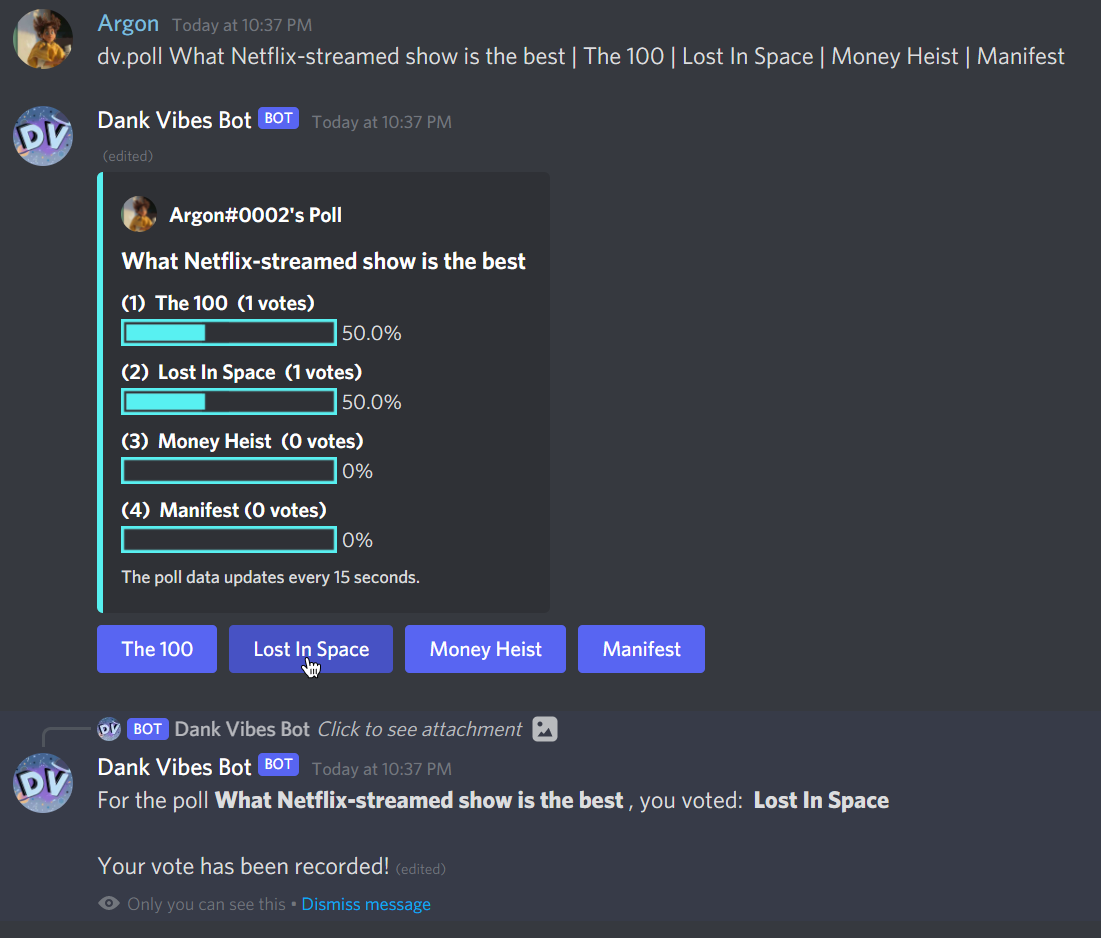 Argon Today at 10:37 PM
dv.poll What Netflix-streamed show is the best | The 100 | Lost In Space | Money Heist | Manifest
Dank Vibes Bot BOT Today at 10:37 PM
(edited)
DV
Argon#0002's Poll
What Netflix-streamed show is the best
(1) The 100 (1 votes)
50.0%
(2) Lost In Space (1 votes)
50.0%
(3) Money Heist (0 votes)
0%
(4) Manifest (0 votes)
0%
The poll data updates every 15 seconds.
The 100 Lost In Space Money Heist Manifest
DV BOT Dank Vibes Bot Click to see attachment
Dank Vibes Bot BOT Today at 10:37 PM
DV
For the poll What Netflix-streamed show is the best , you voted: Lost In Space
Your vote has been recorded! (edited)
Only you can see this • Dismiss message